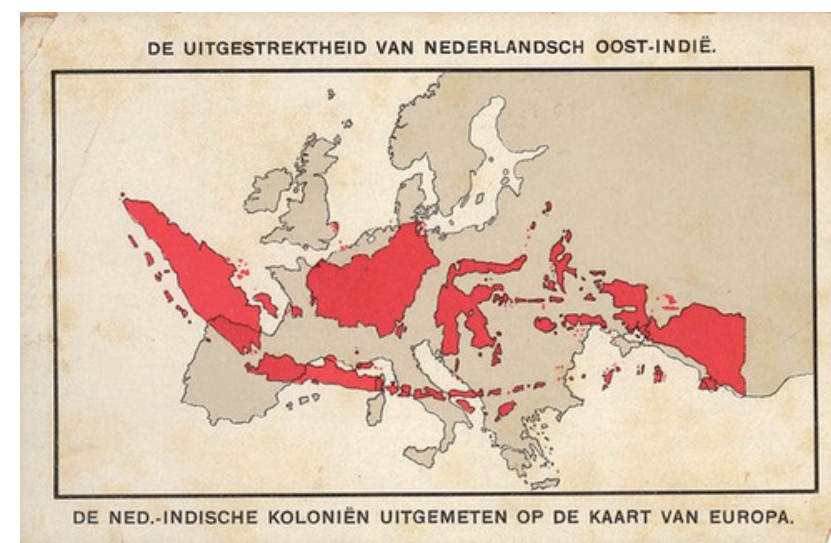 DE UITGESTREKTHEID VAN NEDERLANDSCH OOST-INDIË.
DE NED.-INDISCHE KOLONIËN UITGEMETEN OP DE KAART VAN EUROPA.